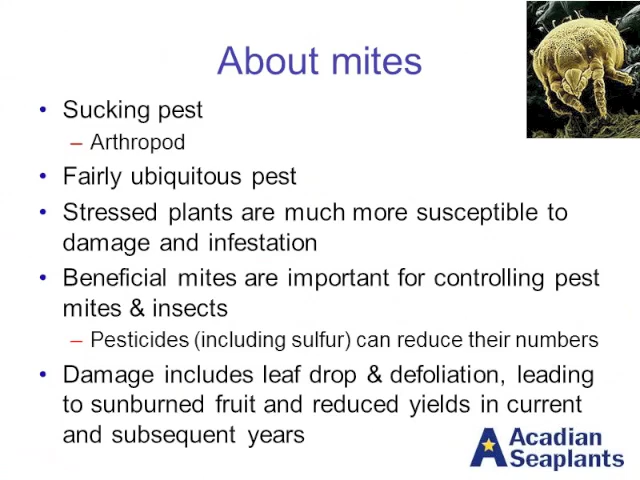 About mites
• Sucking pest
– Arthropod
• Fairly ubiquitous pest
• Stressed plants are much more susceptible to
damage and infestation
• Beneficial mites are important for controlling pest
mites & insects
– Pesticides (including sulfur) can reduce their numbers
• Damage includes leaf drop & defoliation, leading
to sunburned fruit and reduced yields in current
and subsequent years
Acadian
Seaplants